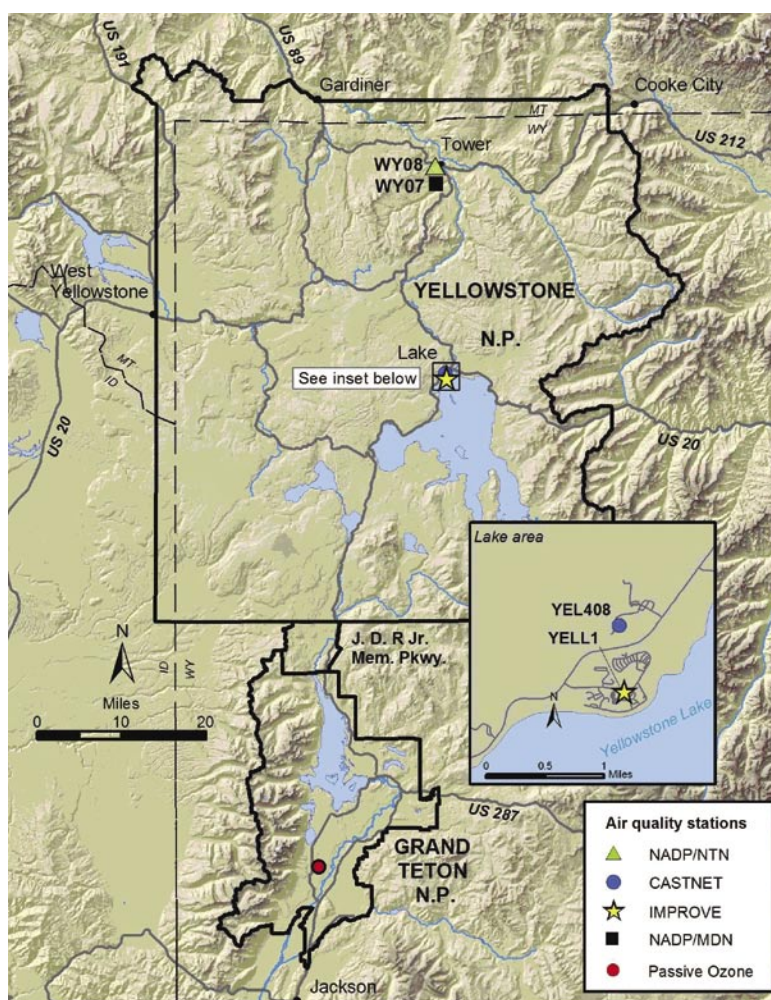 US 191
US 89
Gardiner
Cooke City
MT
WY
US 212
Tower
WY08
WY07
West
Yellowstone
YELLOWSTONE
N.P.
MT
ID
Lake
See inset below
US 20
US 20
Lake area
YEL408
YELL1
N
Yellowstone Lake
0 0.5 1
Miles
N
ID
WY
J. D. R Jr.
Mem. Pkwy.
Miles
0 10 20
US 287
GRAND
TETON
N.P.
Jackson
Air quality stations
NADP/NTN
CASTNET
IMPROVE
NADP/MDN
Passive Ozone